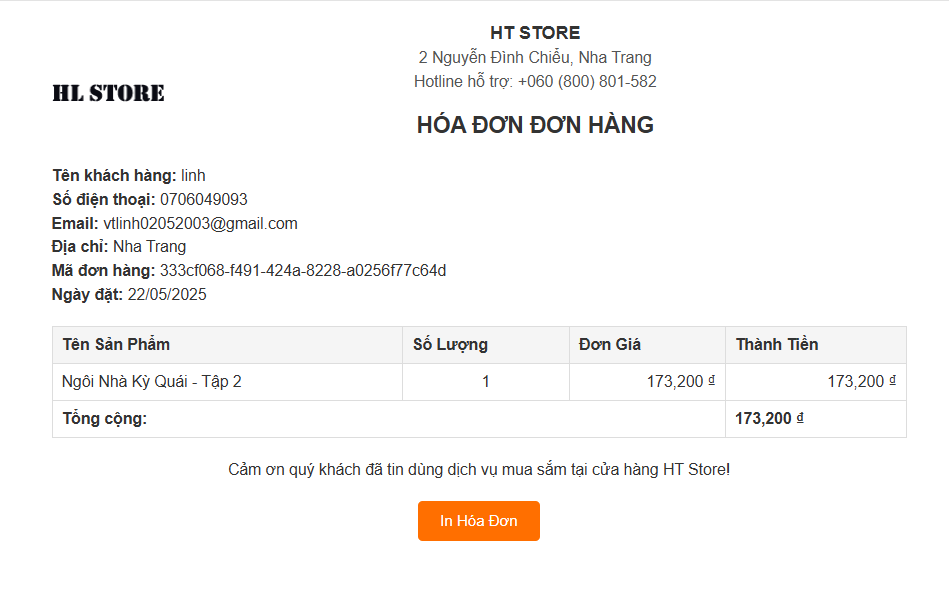 HT STORE
2 Nguyễn Đình Chiểu, Nha Trang
Hotline hỗ trợ: +060 (800) 801-582
HL STORE
HÓA ĐƠN ĐƠN HÀNG
Tên khách hàng: linh
Số điện thoại: 0706049093
Email: vtlinh02052003@gmail.com
Địa chỉ: Nha Trang
Mã đơn hàng: 333cf068-f491-424a-8228-a0256f77c64d
Ngày đặt: 22/05/2025
Tên Sản Phẩm Số Lượng Đơn Giá Thành Tiền
Ngôi Nhà Kỳ Quái - Tập 2 1 173,200 ₫ 173,200 ₫
Tổng cộng: 173,200 ₫
Cảm ơn quý khách đã tin dùng dịch vụ mua sắm tại cửa hàng HT Store!
In Hóa Đơn